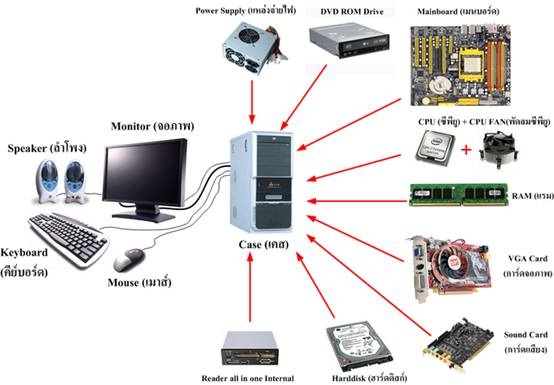 Power Supply (แหล่งจ่ายไฟ)
DVD ROM Drive
Mainboard (เมนบอร์ด)
CPU (ซีพียู) + CPU FAN(พัดลมซีพียู)
+
Monitor (จอภาพ)
Speaker (ลำโพง)
RAM (แรม)
Keyboard
(คีย์บอร์ด)
Mouse (เมาส์)
Case (เคส)
VGA Card
(การ์ดจอภาพ)
Sound Card
(การ์ดเสียง)
Reader all in one Internal
Harddisk (ฮาร์ดดิสก์)